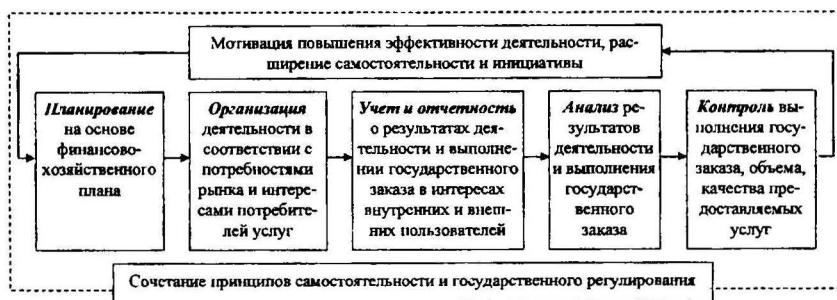 Мотивация повышения эффективности деятельности, рас-
ширение самостоятельности и инициативы
Планирование
на основе
финансово-
хозяйственного
плана
Организация
деятельности в
соответствии с
потребностями
рынка и интере-
сами потребите-
лей услуг
Учет и отчетность
о результатах дея-
тельности и выполне-
нии государственного
заказа в интересах
внутренних и внеш-
них пользователей
Анализ ре-
зультатов
деятельности
и выполнения
государст-
венного
заказа
Контроль вы-
полнения госу-
дарственного
заказа, объема,
качества пре-
доставляемых
услуг
Сочетание принципов самостоятельности и государственного регулирования